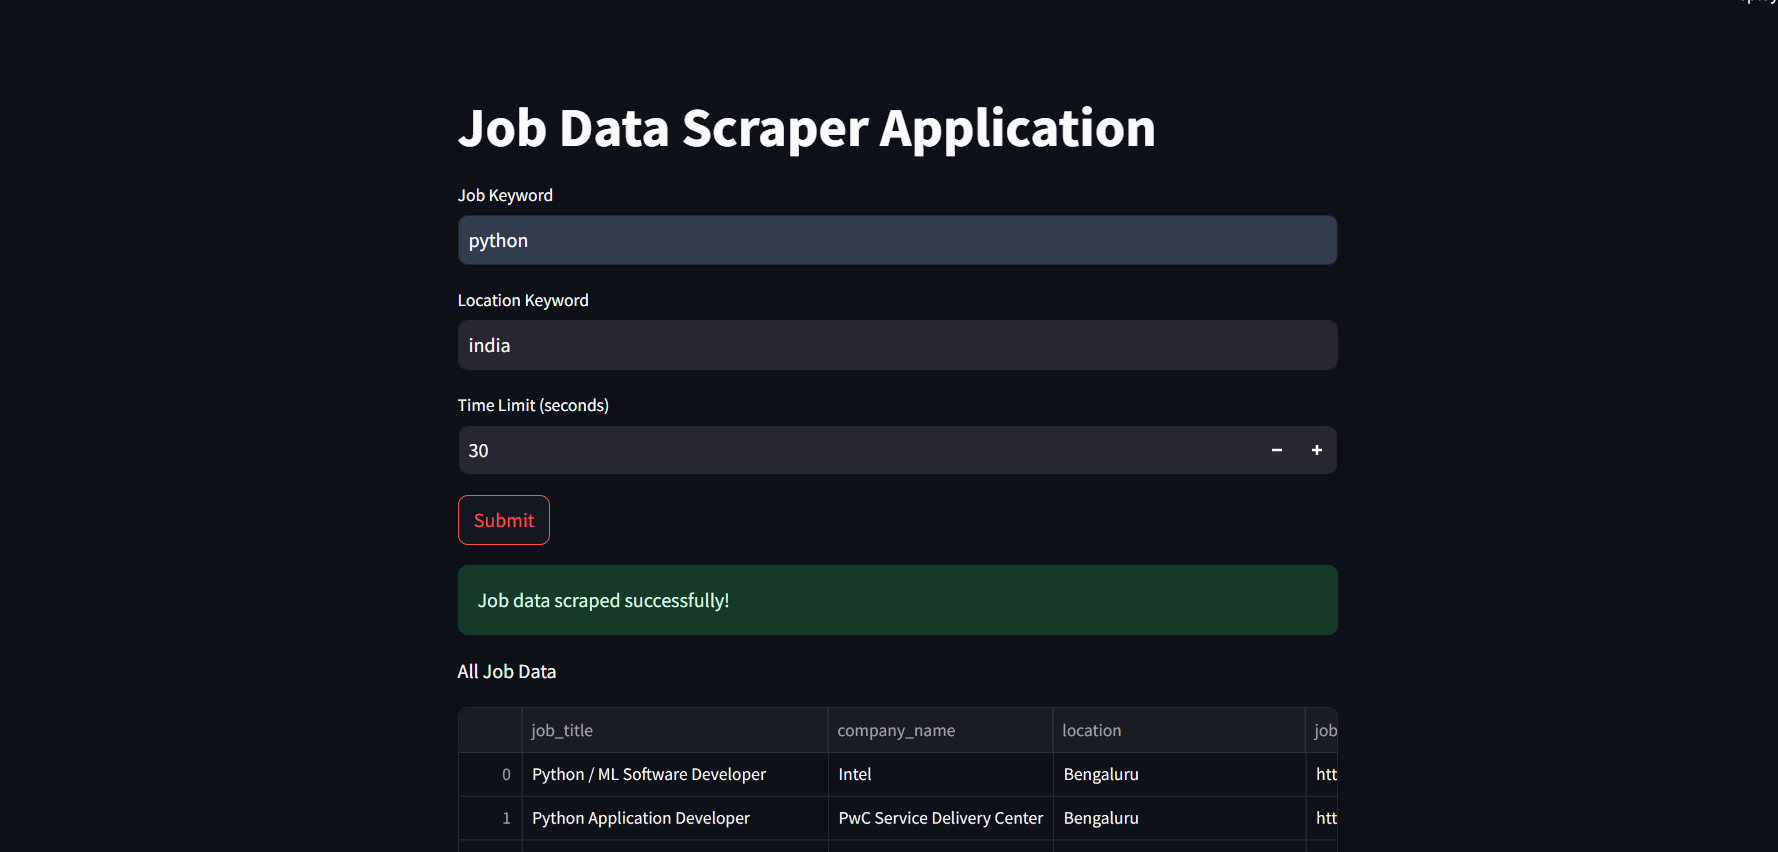 Job Data Scraper Application
Job Keyword
python
Location Keyword
india
Time Limit (seconds)
30 − +
Submit
Job data scraped successfully!
All Job Data
job_title company_name location job
0 Python / ML Software Developer Intel Bengaluru htt
1 Python Application Developer PwC Service Delivery Center Bengaluru htt